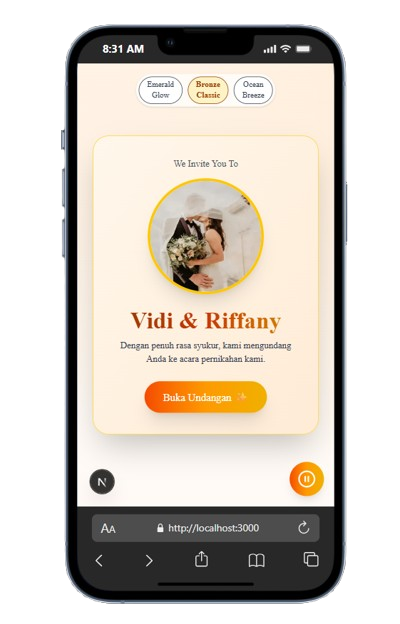 8:31 AM
Emerald
Glow
Bronze
Classic
Ocean
Breeze
We Invite You To
Vidi & Riffany
Dengan penuh rasa syukur, kami mengundang
Anda ke acara pernikahan kami.
Buka Undangan ✨
N
AA
http://localhost:3000